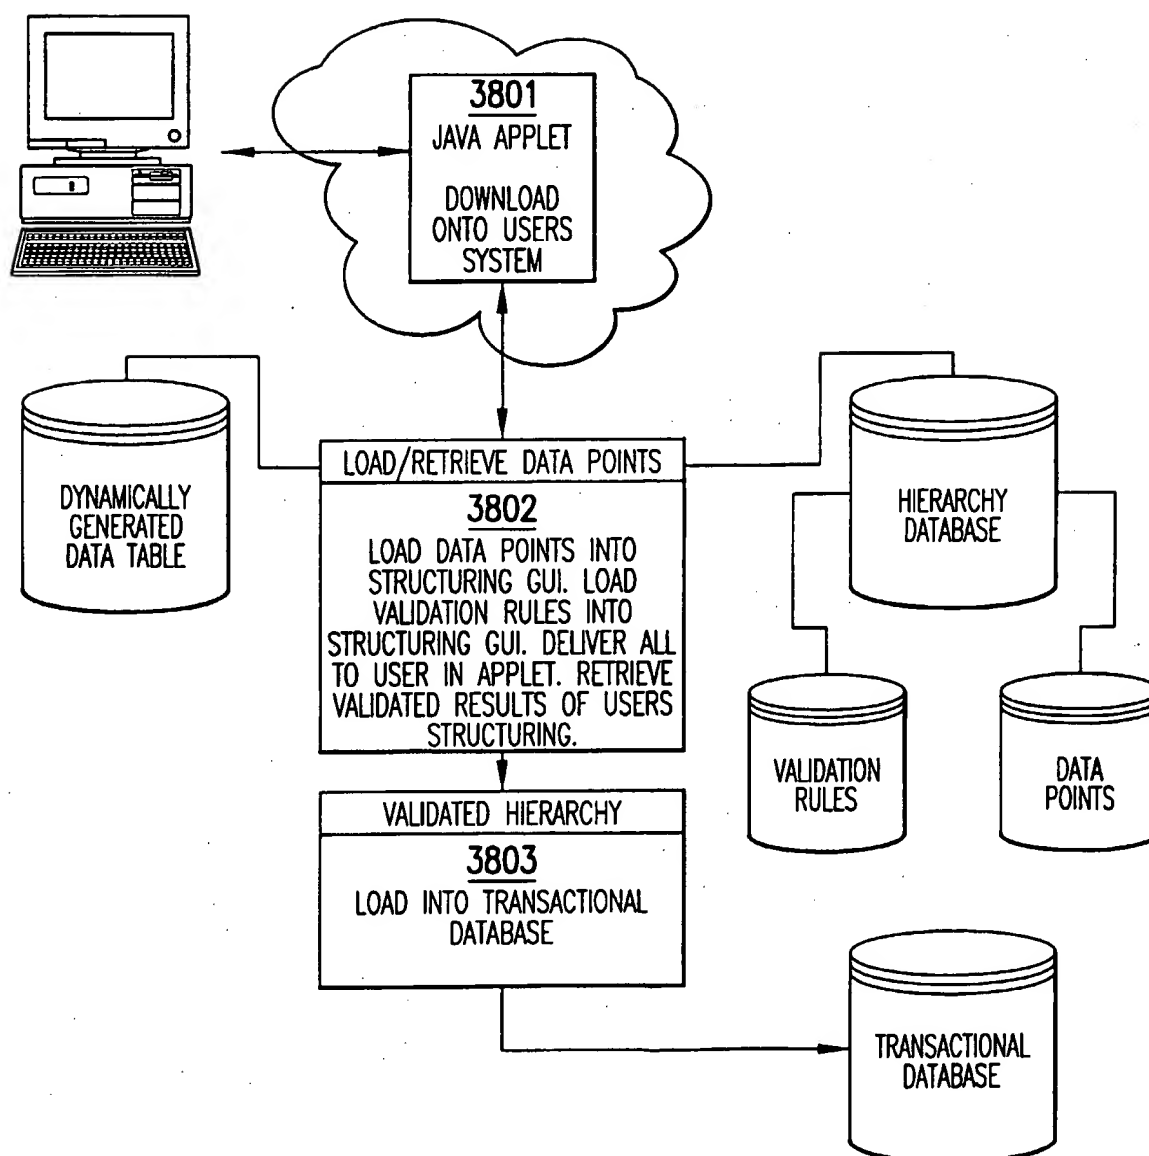 3801
JAVA APPLET
DOWNLOAD
ONTO USERS
SYSTEM
DYNAMICALLY
GENERATED
DATA TABLE
LOAD/RETRIEVE DATA POINTS
3802
LOAD DATA POINTS INTO
STRUCTURING GUI. LOAD
VALIDATION RULES INTO
STRUCTURING GUI. DELIVER ALL
TO USER IN APPLET. RETRIEVE
VALIDATED RESULTS OF USERS
STRUCTURING.
HIERARCHY
DATABASE
VALIDATION
RULES
DATA
POINTS
VALIDATED HIERARCHY
3803
LOAD INTO TRANSACTIONAL
DATABASE
TRANSACTIONAL
DATABASE